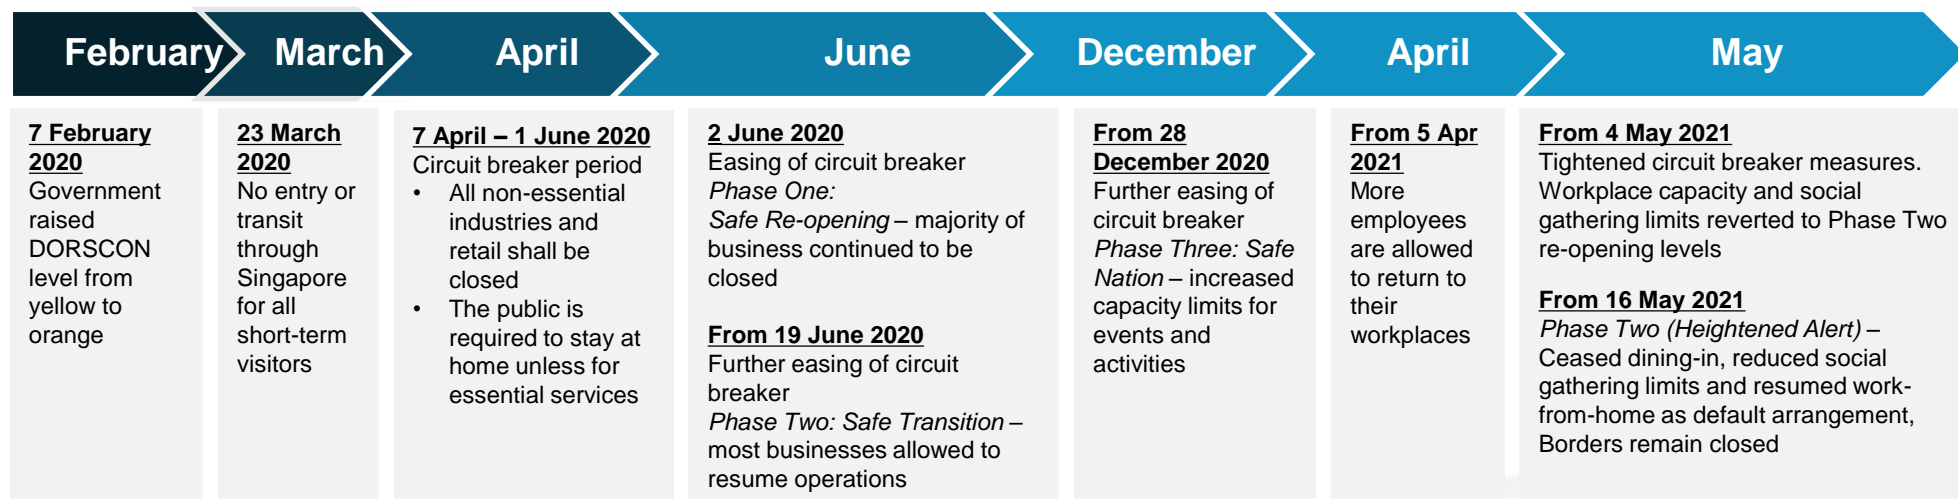 February
March
April
June
December
April
May
7 February
2020
Government
raised
DORSCON
level from
yellow to
orange
23 March
2020
No entry or
transit
through
Singapore
for all
short-term
visitors
7 April – 1 June 2020
Circuit breaker period
• All non-essential
industries and
retail shall be
closed
• The public is
required to stay at
home unless for
essential services
2 June 2020
Easing of circuit breaker
Phase One:
Safe Re-opening – majority of
business continued to be
closed
From 19 June 2020
Further easing of circuit
breaker
Phase Two: Safe Transition –
most businesses allowed to
resume operations
From 28
December 2020
Further easing of
circuit breaker
Phase Three: Safe
Nation – increased
capacity limits for
events and
activities
From 5 Apr
2021
More
employees
are allowed
to return to
their
workplaces
From 4 May 2021
Tightened circuit breaker measures.
Workplace capacity and social
gathering limits reverted to Phase Two
re-opening levels
From 16 May 2021
Phase Two (Heightened Alert) –
Ceased dining-in, reduced social
gathering limits and resumed work-
from-home as default arrangement,
Borders remain closed